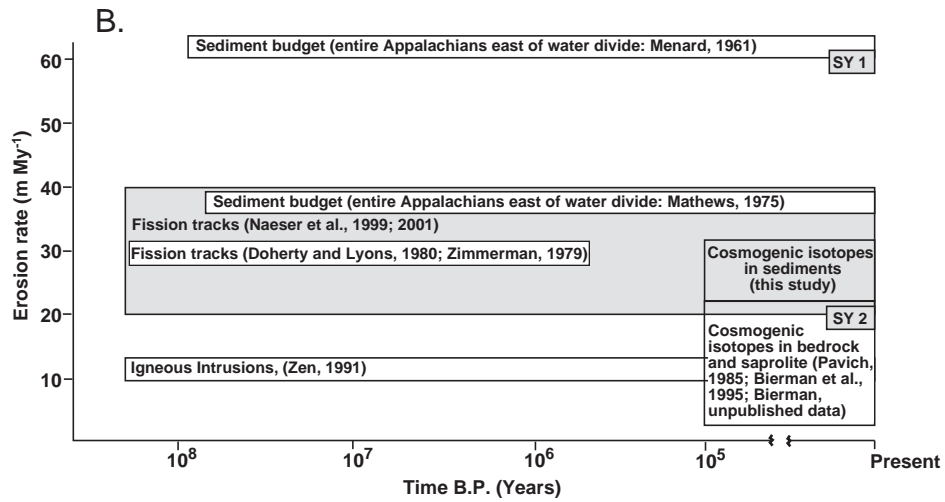 B.
Sediment budget (entire Appalachians east of water divide: Menard, 1961)
SY 1
60
50
40
30
20
10
Erosion rate (m My⁻¹)
Sediment budget (entire Appalachians east of water divide: Mathews, 1975)
Fission tracks (Naeser et al., 1999; 2001)
Fission tracks (Doherty and Lyons, 1980; Zimmerman, 1979)
Cosmogenic isotopes
in sediments
(this study)
SY 2
Cosmogenic
isotopes in bedrock
and saprolite (Pavich,
1985; Bierman et al.,
1995; Bierman,
unpublished data)
Igneous Intrusions, (Zen, 1991)
10⁸ 10⁷ 10⁶ 10⁵ Present
Time B.P. (Years)